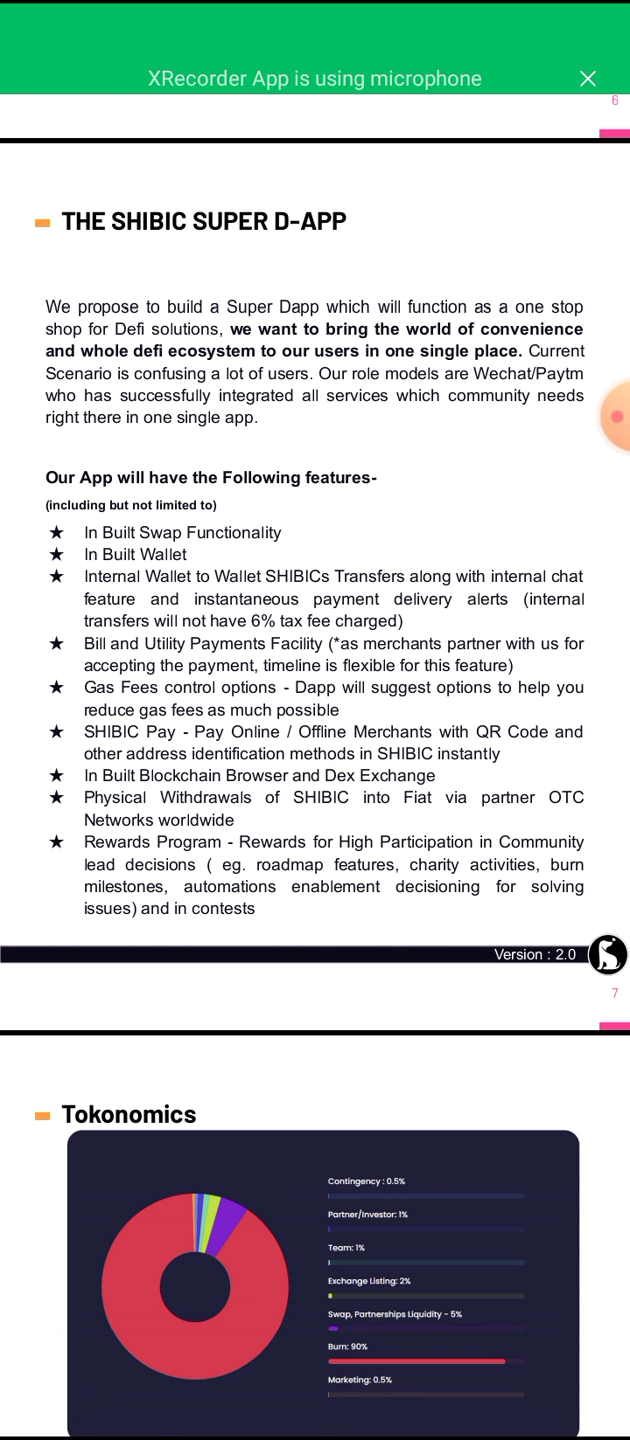 XRecorder App is using microphone
6
THE SHIBIC SUPER D-APP
We propose to build a Super Dapp which will function as a one stop
shop for Defi solutions, we want to bring the world of convenience
and whole defi ecosystem to our users in one single place. Current
Scenario is confusing a lot of users. Our role models are Wechat/Paytm
who has successfully integrated all services which community needs
right there in one single app.
Our App will have the Following features-
(including but not limited to)
★ In Built Swap Functionality
★ In Built Wallet
★ Internal Wallet to Wallet SHIBICs Transfers along with internal chat
feature and instantaneous payment delivery alerts (internal
transfers will not have 6% tax fee charged)
★ Bill and Utility Payments Facility (*as merchants partner with us for
accepting the payment, timeline is flexible for this feature)
★ Gas Fees control options - Dapp will suggest options to help you
reduce gas fees as much possible
★ SHIBIC Pay - Pay Online / Offline Merchants with QR Code and
other address identification methods in SHIBIC instantly
★ In Built Blockchain Browser and Dex Exchange
★ Physical Withdrawals of SHIBIC into Fiat via partner OTC
Networks worldwide
★ Rewards Program - Rewards for High Participation in Community
lead decisions ( eg. roadmap features, charity activities, burn
milestones, automations enablement decisioning for solving
issues) and in contests
Version : 2.0
7
Tokonomics
Contingency : 0.5%
Partner/Investor: 1%
Team: 1%
Exchange Listing: 2%
Swap, Partnerships Liquidity - 5%
Burn: 90%
Marketing: 0.5%